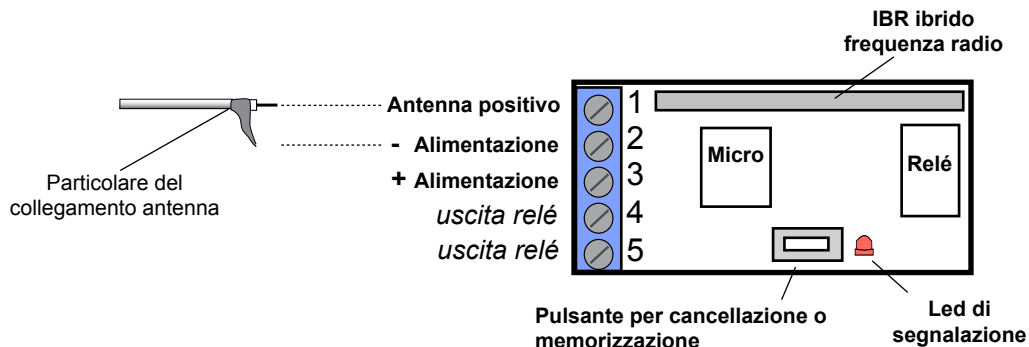 IBR ibrido
frequenza radio
Antenna positivo 1
- Alimentazione 2
+ Alimentazione 3
uscita relé 4
uscita relé 5
Micro
Relé
Particolare del
collegamento antenna
Pulsante per cancellazione o
memorizzazione
Led di
segnalazione